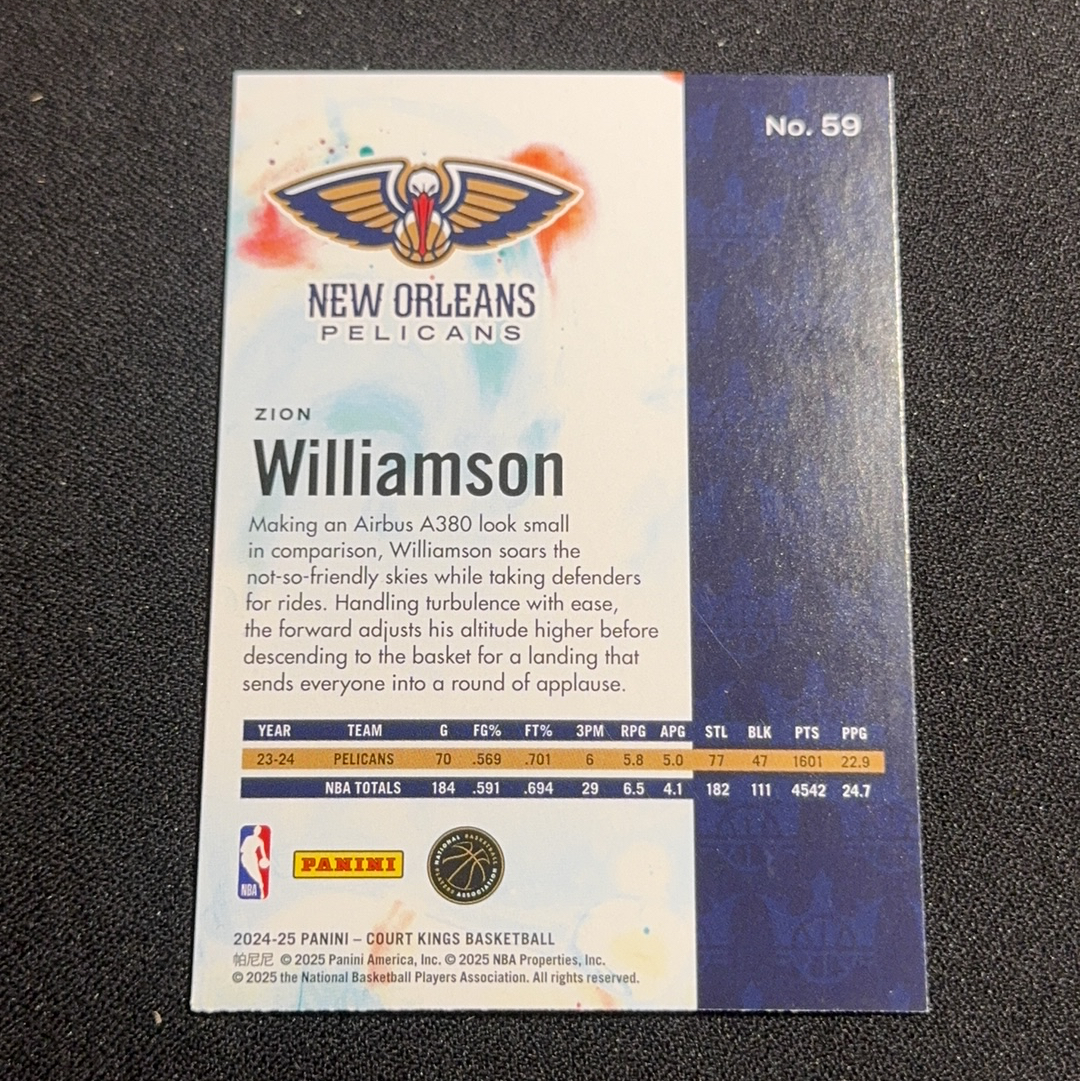 No. 59
NEW ORLEANS
PELICANS
ZION
Williamson
Making an Airbus A380 look small
in comparison, Williamson soars the
not-so-friendly skies while taking defenders
for rides. Handling turbulence with ease,
the forward adjusts his altitude higher before
descending to the basket for a landing that
sends everyone into a round of applause.
YEAR TEAM G FG% FT% 3PM RPG APG STL BLK PTS PPG
23-24 PELICANS 70 .569 .701 6 5.8 5.0 77 47 1601 22.9
NBA TOTALS 184 .591 .694 29 6.5 4.1 182 111 4542 24.7
NBA
PANINI
NATIONAL BASKETBALL PLAYERS ASSOCIATION
2024-25 PANINI – COURT KINGS BASKETBALL
帕尼尼 © 2025 Panini America, Inc. © 2025 NBA Properties, Inc.
© 2025 the National Basketball Players Association. All rights reserved.